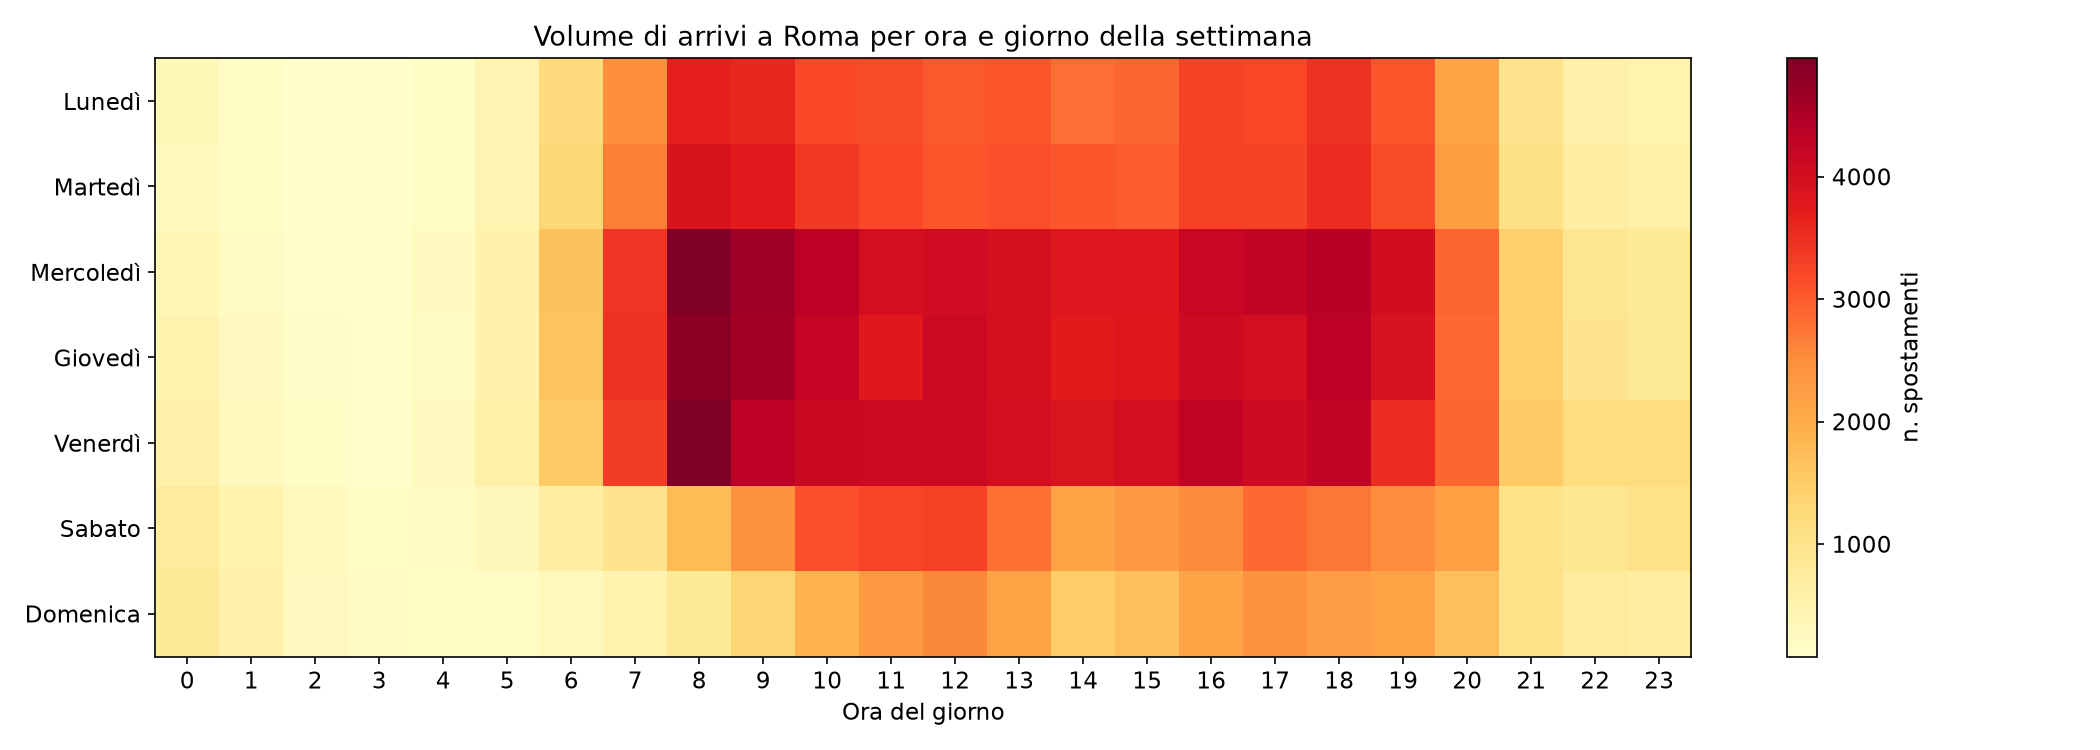 Volume di arrivi a Roma per ora e giorno della settimana
Lunedì
Martedì
Mercoledì
Giovedì
Venerdì
Sabato
Domenica
0 1 2 3 4 5 6 7 8 9 10 11 12 13 14 15 16 17 18 19 20 21 22 23
Ora del giorno
4000
3000
2000
1000
n. spostamenti